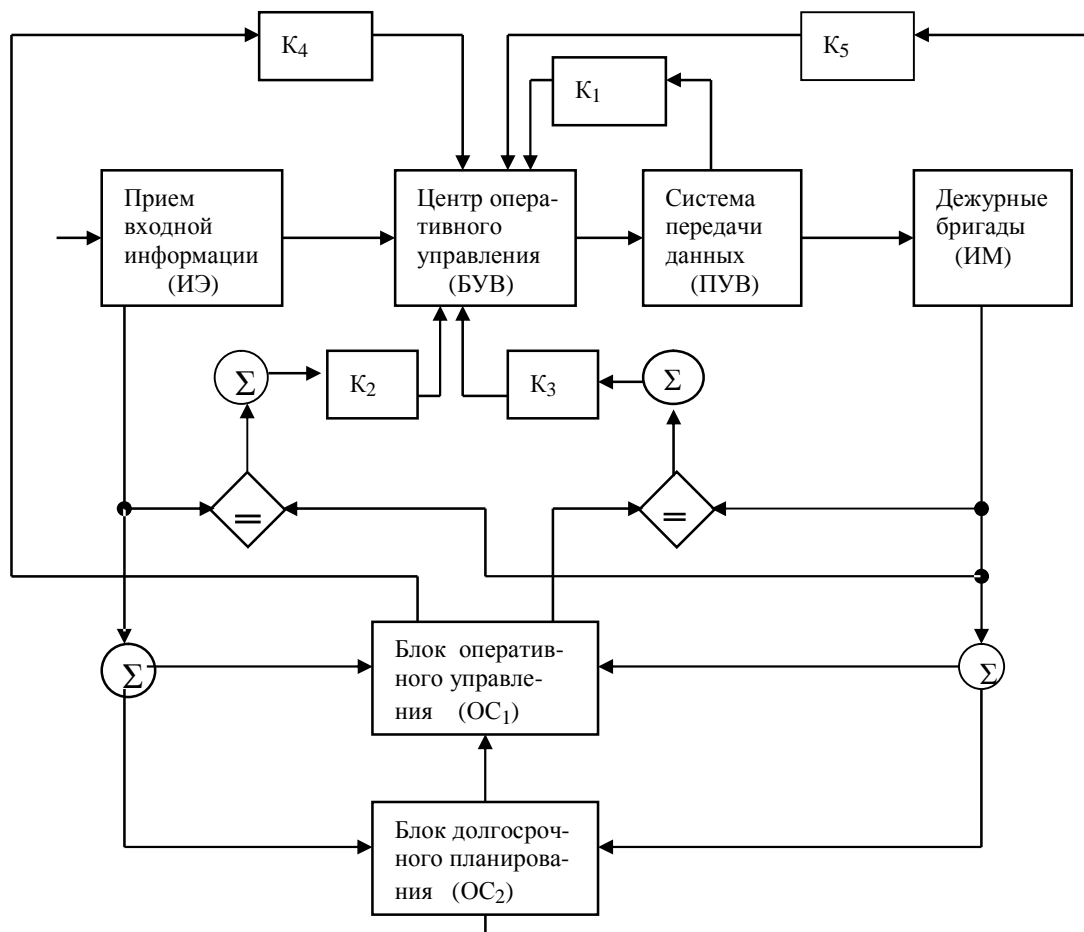 К4
К5
К1
Прием
входной
информации
(ИЭ)
Центр опера-
тивного
управления
(БУВ)
Система
передачи
данных
(ПУВ)
Дежурные
бригады
(ИМ)
Σ
К2
К3
Σ
=
=
Σ
Блок оператив-
ного управле-
ния (ОС1)
Σ
Блок долгосроч-
ного планирова-
ния (ОС2)